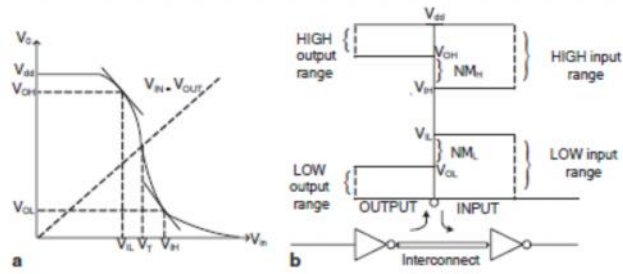 V₀
Vdd
VOH
VIN = VOUT
VOL
VIL
VT
VIH
Vin
a
Vdd
HIGH
output
range
VOH
NMH
VIH
HIGH input
range
VIL
NML
VOL
LOW
output
range
LOW input
range
OUTPUT
INPUT
b
Interconnect